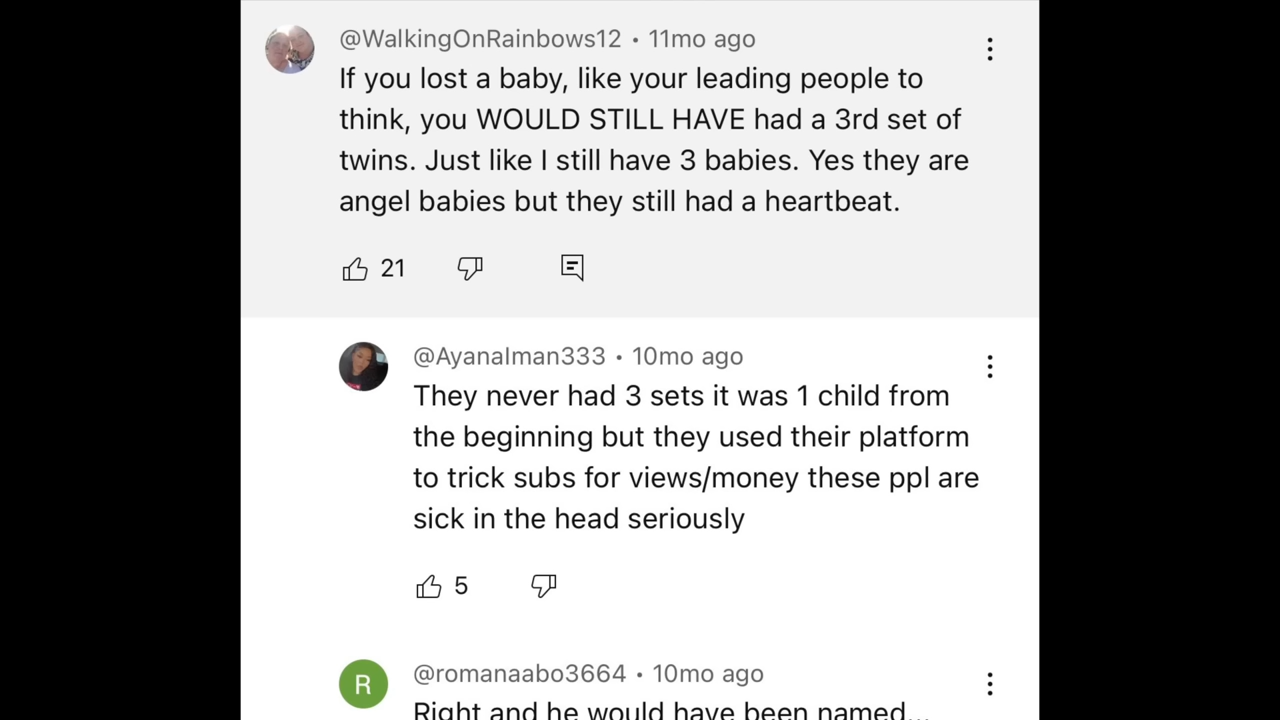 @WalkingOnRainbows12 • 11mo ago
If you lost a baby, like your leading people to
think, you WOULD STILL HAVE had a 3rd set of
twins. Just like I still have 3 babies. Yes they are
angel babies but they still had a heartbeat.
21
@AyanaIman333 • 10mo ago
They never had 3 sets it was 1 child from
the beginning but they used their platform
to trick subs for views/money these ppl are
sick in the head seriously
5
R
@romanaabo3664 • 10mo ago
Right and he would have been named...